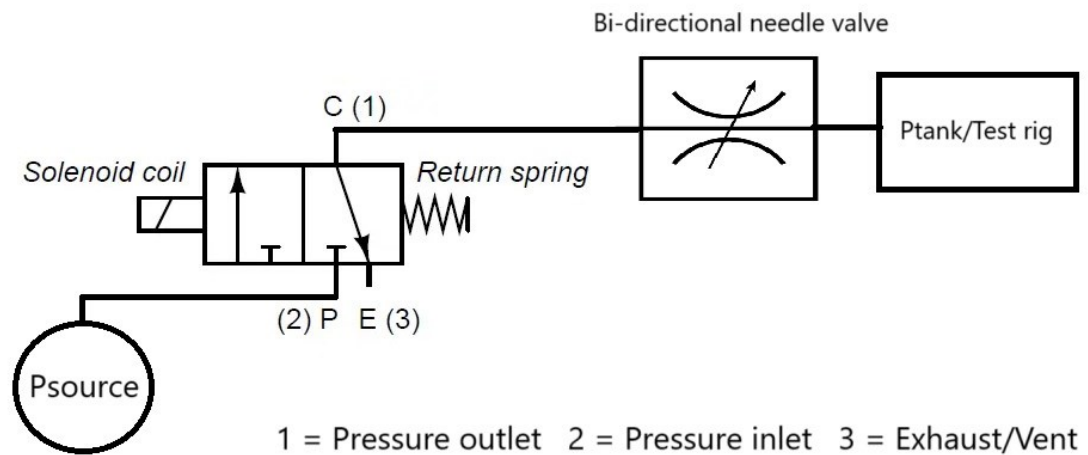 Bi-directional needle valve
C (1)
Ptank/Test rig
Solenoid coil
Return spring
(2) P E (3)
Psource
1 = Pressure outlet 2 = Pressure inlet 3 = Exhaust/Vent